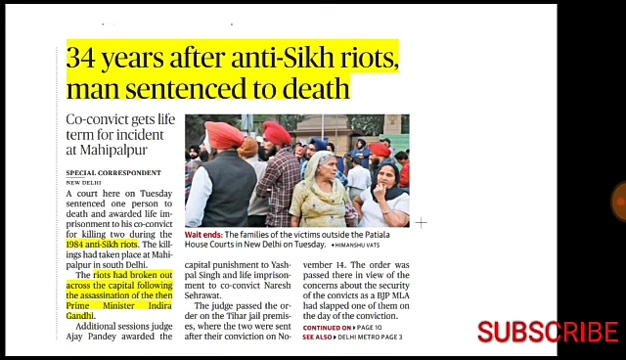 34 years after anti-Sikh riots,
man sentenced to death
Co-convict gets life
term for incident
at Mahipalpur
SPECIAL CORRESPONDENT
NEW DELHI
A court here on Tuesday
sentenced one person to
death and awarded life im-
prisonment to his co-convict
for killing two during the
1984 anti-Sikh riots. The kill-
ings had taken place at Mahi-
palpur in south Delhi.
The riots had broken out
across the capital following
the assassination of the then
Prime Minister Indira
Gandhi.
Additional sessions judge
Ajay Pandey awarded the
Wait ends: The families of the victims outside the Patiala
House Courts in New Delhi on Tuesday. HIMANSHU VATS
capital punishment to Yash-
pal Singh and life imprison-
ment to co-convict Naresh
Sehrawat.
The judge passed the or-
der on the Tihar jail premis-
es, where the two were sent
after their conviction on No-
vember 14. The order was
passed there in view of the
concerns about the security
of the convicts as a BJP MLA
had slapped one of them on
the day of the conviction.
CONTINUED ON PAGE 10
SEE ALSO DELHI METRO PAGE 3
SUBSCRIBE